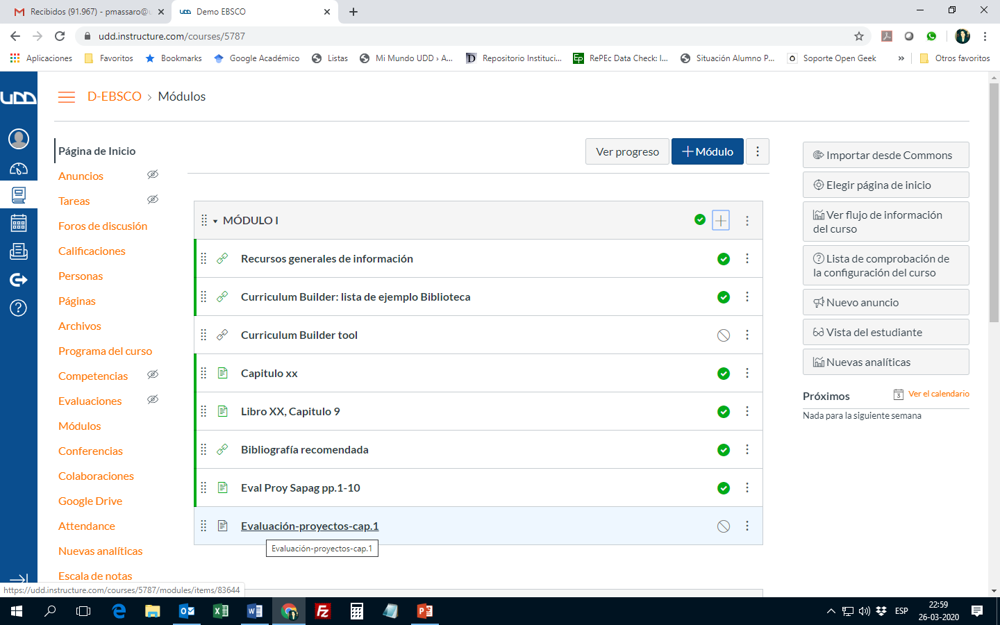 Recibidos (91.967) - pmassaro@u
Demo EBSCO
udd.instructure.com/courses/5787
Aplicaciones
Favoritos
Bookmarks
Google Académico
Listas
Mi Mundo UDD › A...
Repositorio Instituci...
RePEc Data Check: I...
Situación Alumno P...
Soporte Open Geek
»
Otros favoritos
UDD
D-EBSCO › Módulos
Página de Inicio
Anuncios
Tareas
Foros de discusión
Calificaciones
Personas
Páginas
Archivos
Programa del curso
Competencias
Evaluaciones
Módulos
Conferencias
Colaboraciones
Google Drive
Attendance
Nuevas analíticas
Escala de notas
Ver progreso
+ Módulo
MÓDULO I
Recursos generales de información
Curriculum Builder: lista de ejemplo Biblioteca
Curriculum Builder tool
Capitulo xx
Libro XX, Capitulo 9
Bibliografía recomendada
Eval Proy Sapag pp.1-10
Evaluación-proyectos-cap.1
Evaluación-proyectos-cap.1
Importar desde Commons
Elegir página de inicio
Ver flujo de información
del curso
Lista de comprobación de
la configuración del curso
Nuevo anuncio
Vista del estudiante
Nuevas analíticas
Próximos
3
Ver el calendario
Nada para la siguiente semana
https://udd.instructure.com/courses/5787/modules/items/83644
ESP
22:59
26-03-2020